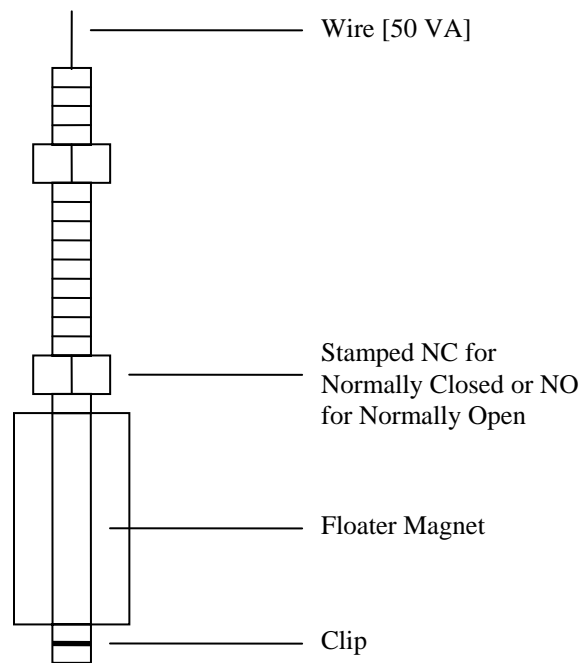 Wire [50 VA]
Stamped NC for
Normally Closed or NO
for Normally Open
Floater Magnet
Clip